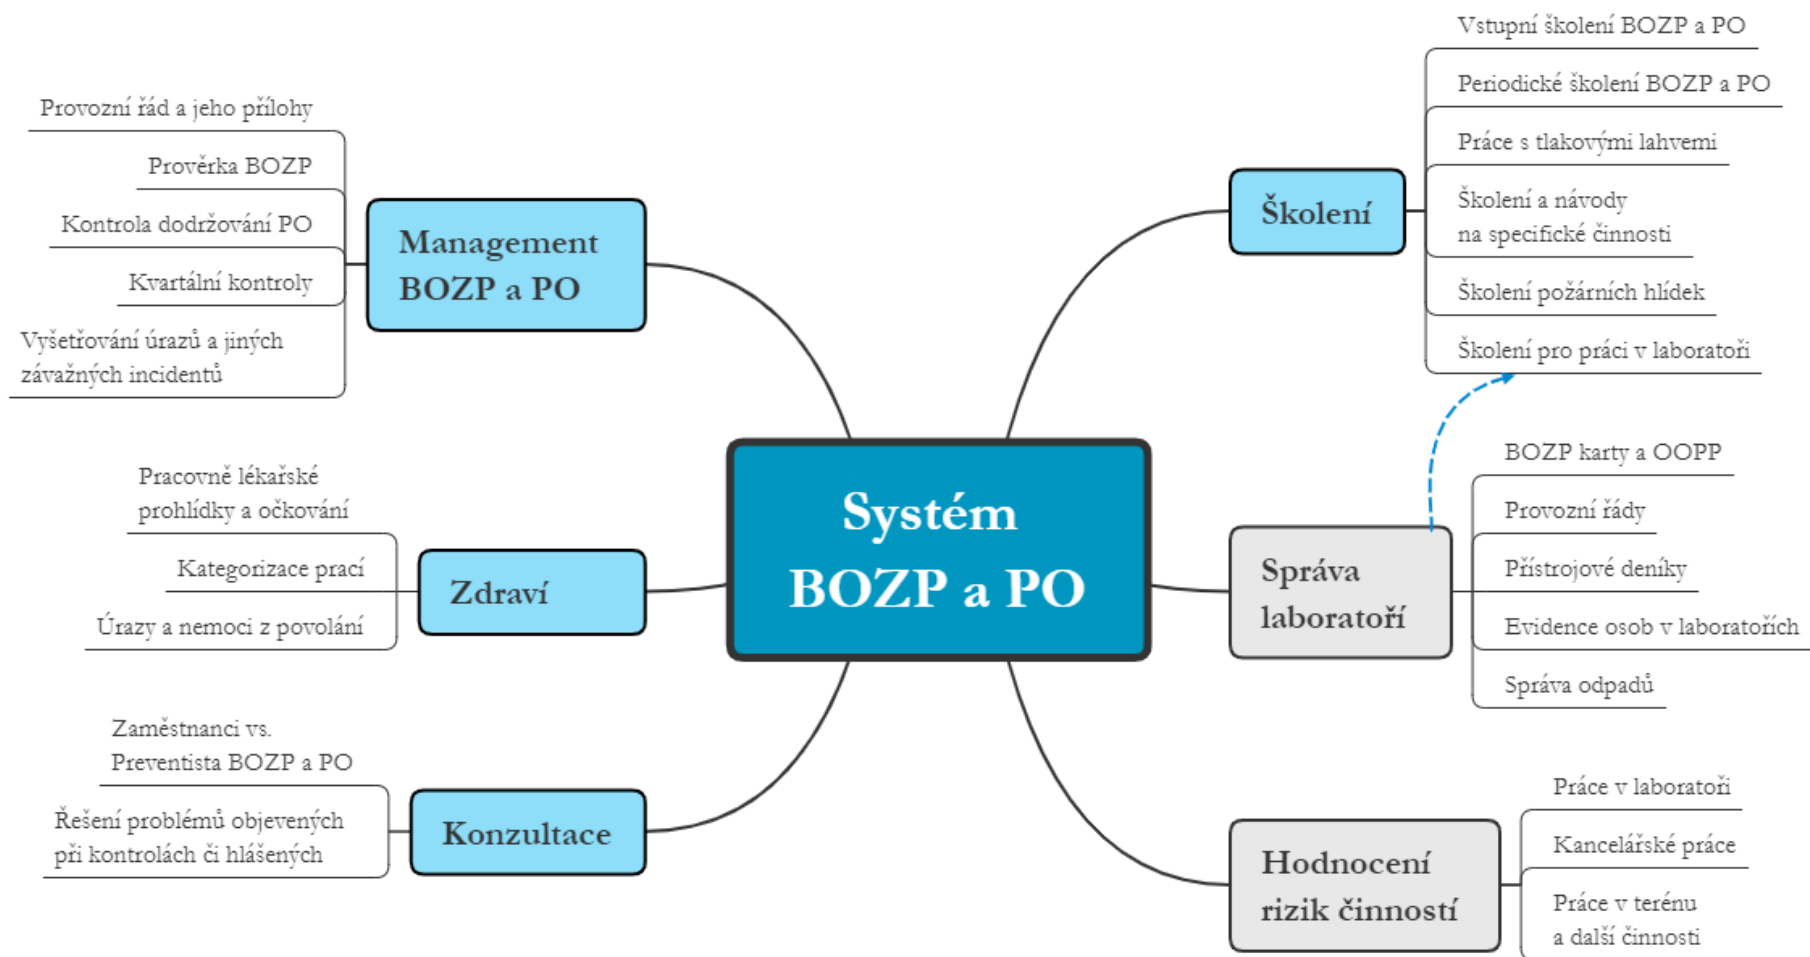 Systém
BOZP a PO
Management
BOZP a PO
Provozní řád a jeho přílohy
Prověrka BOZP
Kontrola dodržování PO
Kvartální kontroly
Vyšetřování úrazů a jiných
závažných incidentů
Zdraví
Pracovně lékařské
prohlídky a očkování
Kategorizace prací
Úrazy a nemoci z povolání
Konzultace
Zaměstnanci vs.
Preventista BOZP a PO
Řešení problémů objevených
při kontrolách či hlášených
Školení
Vstupní školení BOZP a PO
Periodické školení BOZP a PO
Práce s tlakovými lahvemi
Školení a návody
na specifické činnosti
Školení požárních hlídek
Školení pro práci v laboratoři
Správa
laboratoří
BOZP karty a OOPP
Provozní řády
Přístrojové deníky
Evidence osob v laboratořích
Správa odpadů
Hodnocení
rizik činností
Práce v laboratoři
Kancelářské práce
Práce v terénu
a další činnosti